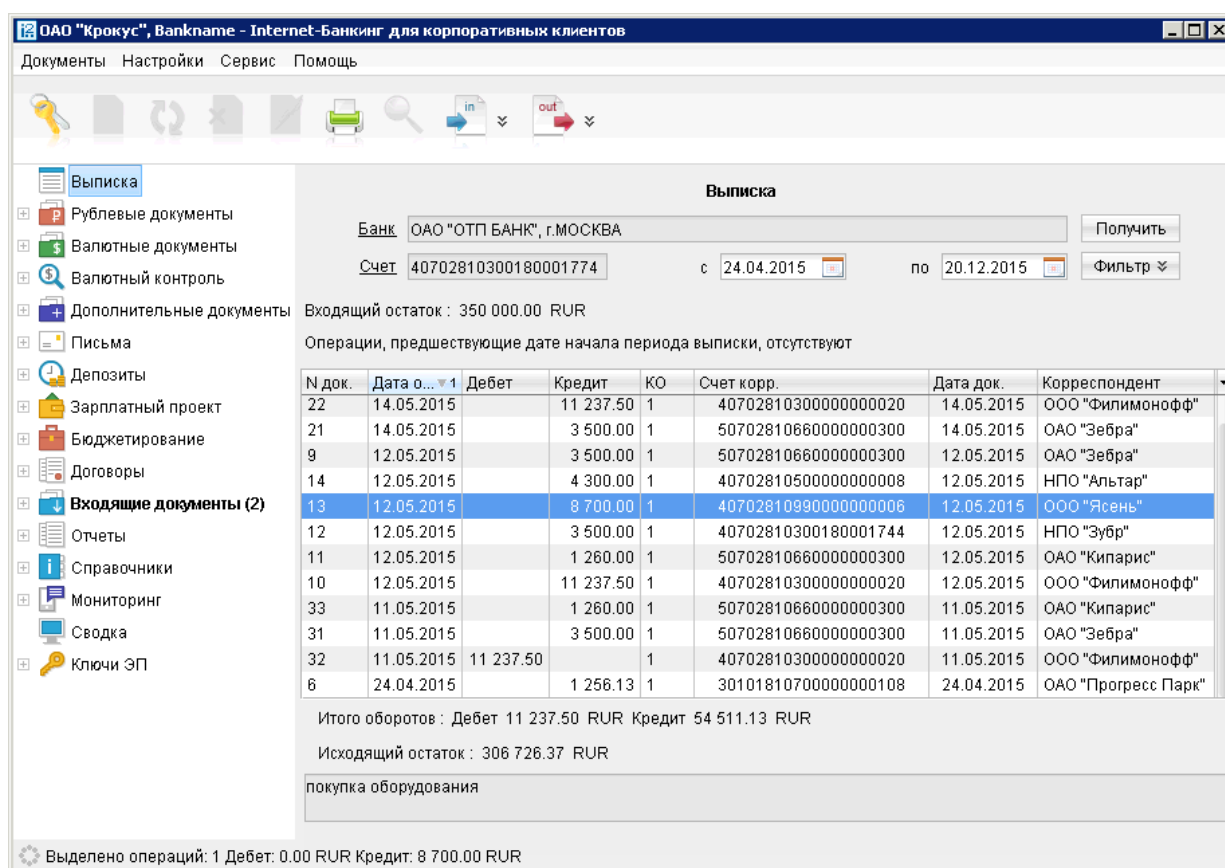 ОАО "Крокус", Bankname - Internet-Банкинг для корпоративных клиентов
Документы Настройки Сервис Помощь
in out
Выписка
Рублевые документы
Валютные документы
Валютный контроль
Дополнительные документы
Письма
Депозиты
Зарплатный проект
Бюджетирование
Договоры
Входящие документы (2)
Отчеты
Справочники
Мониторинг
Сводка
Ключи ЭП
Выписка
Банк ОАО "ОТП БАНК", г.МОСКВА Получить
Счет 40702810300180001774 с 24.04.2015 по 20.12.2015 Фильтр
Входящий остаток : 350 000.00 RUR
Операции, предшествующие дате начала периода выписки, отсутствуют
N док. Дата о... 1 Дебет Кредит КО Счет корр. Дата док. Корреспондент
22 14.05.2015 11 237.50 1 40702810300000000020 14.05.2015 ООО "Филимонофф"
21 14.05.2015 3 500.00 1 50702810660000000300 14.05.2015 ОАО "Зебра"
9 12.05.2015 3 500.00 1 50702810660000000300 12.05.2015 ОАО "Зебра"
14 12.05.2015 4 300.00 1 40702810500000000008 12.05.2015 НПО "Альтар"
13 12.05.2015 8 700.00 1 40702810990000000006 12.05.2015 ООО "Ясень"
12 12.05.2015 3 500.00 1 40702810300180001744 12.05.2015 НПО "Зубр"
11 12.05.2015 1 260.00 1 50702810660000000300 12.05.2015 ОАО "Кипарис"
10 12.05.2015 11 237.50 1 40702810300000000020 12.05.2015 ООО "Филимонофф"
33 11.05.2015 1 260.00 1 50702810660000000300 11.05.2015 ОАО "Кипарис"
31 11.05.2015 3 500.00 1 50702810660000000300 11.05.2015 ОАО "Зебра"
32 11.05.2015 11 237.50 1 40702810300000000020 11.05.2015 ООО "Филимонофф"
6 24.04.2015 1 256.13 1 30101810700000000108 24.04.2015 ОАО "Прогресс Парк"
Итого оборотов : Дебет 11 237.50 RUR Кредит 54 511.13 RUR
Исходящий остаток : 306 726.37 RUR
покупка оборудования
Выделено операций: 1 Дебет: 0.00 RUR Кредит: 8 700.00 RUR